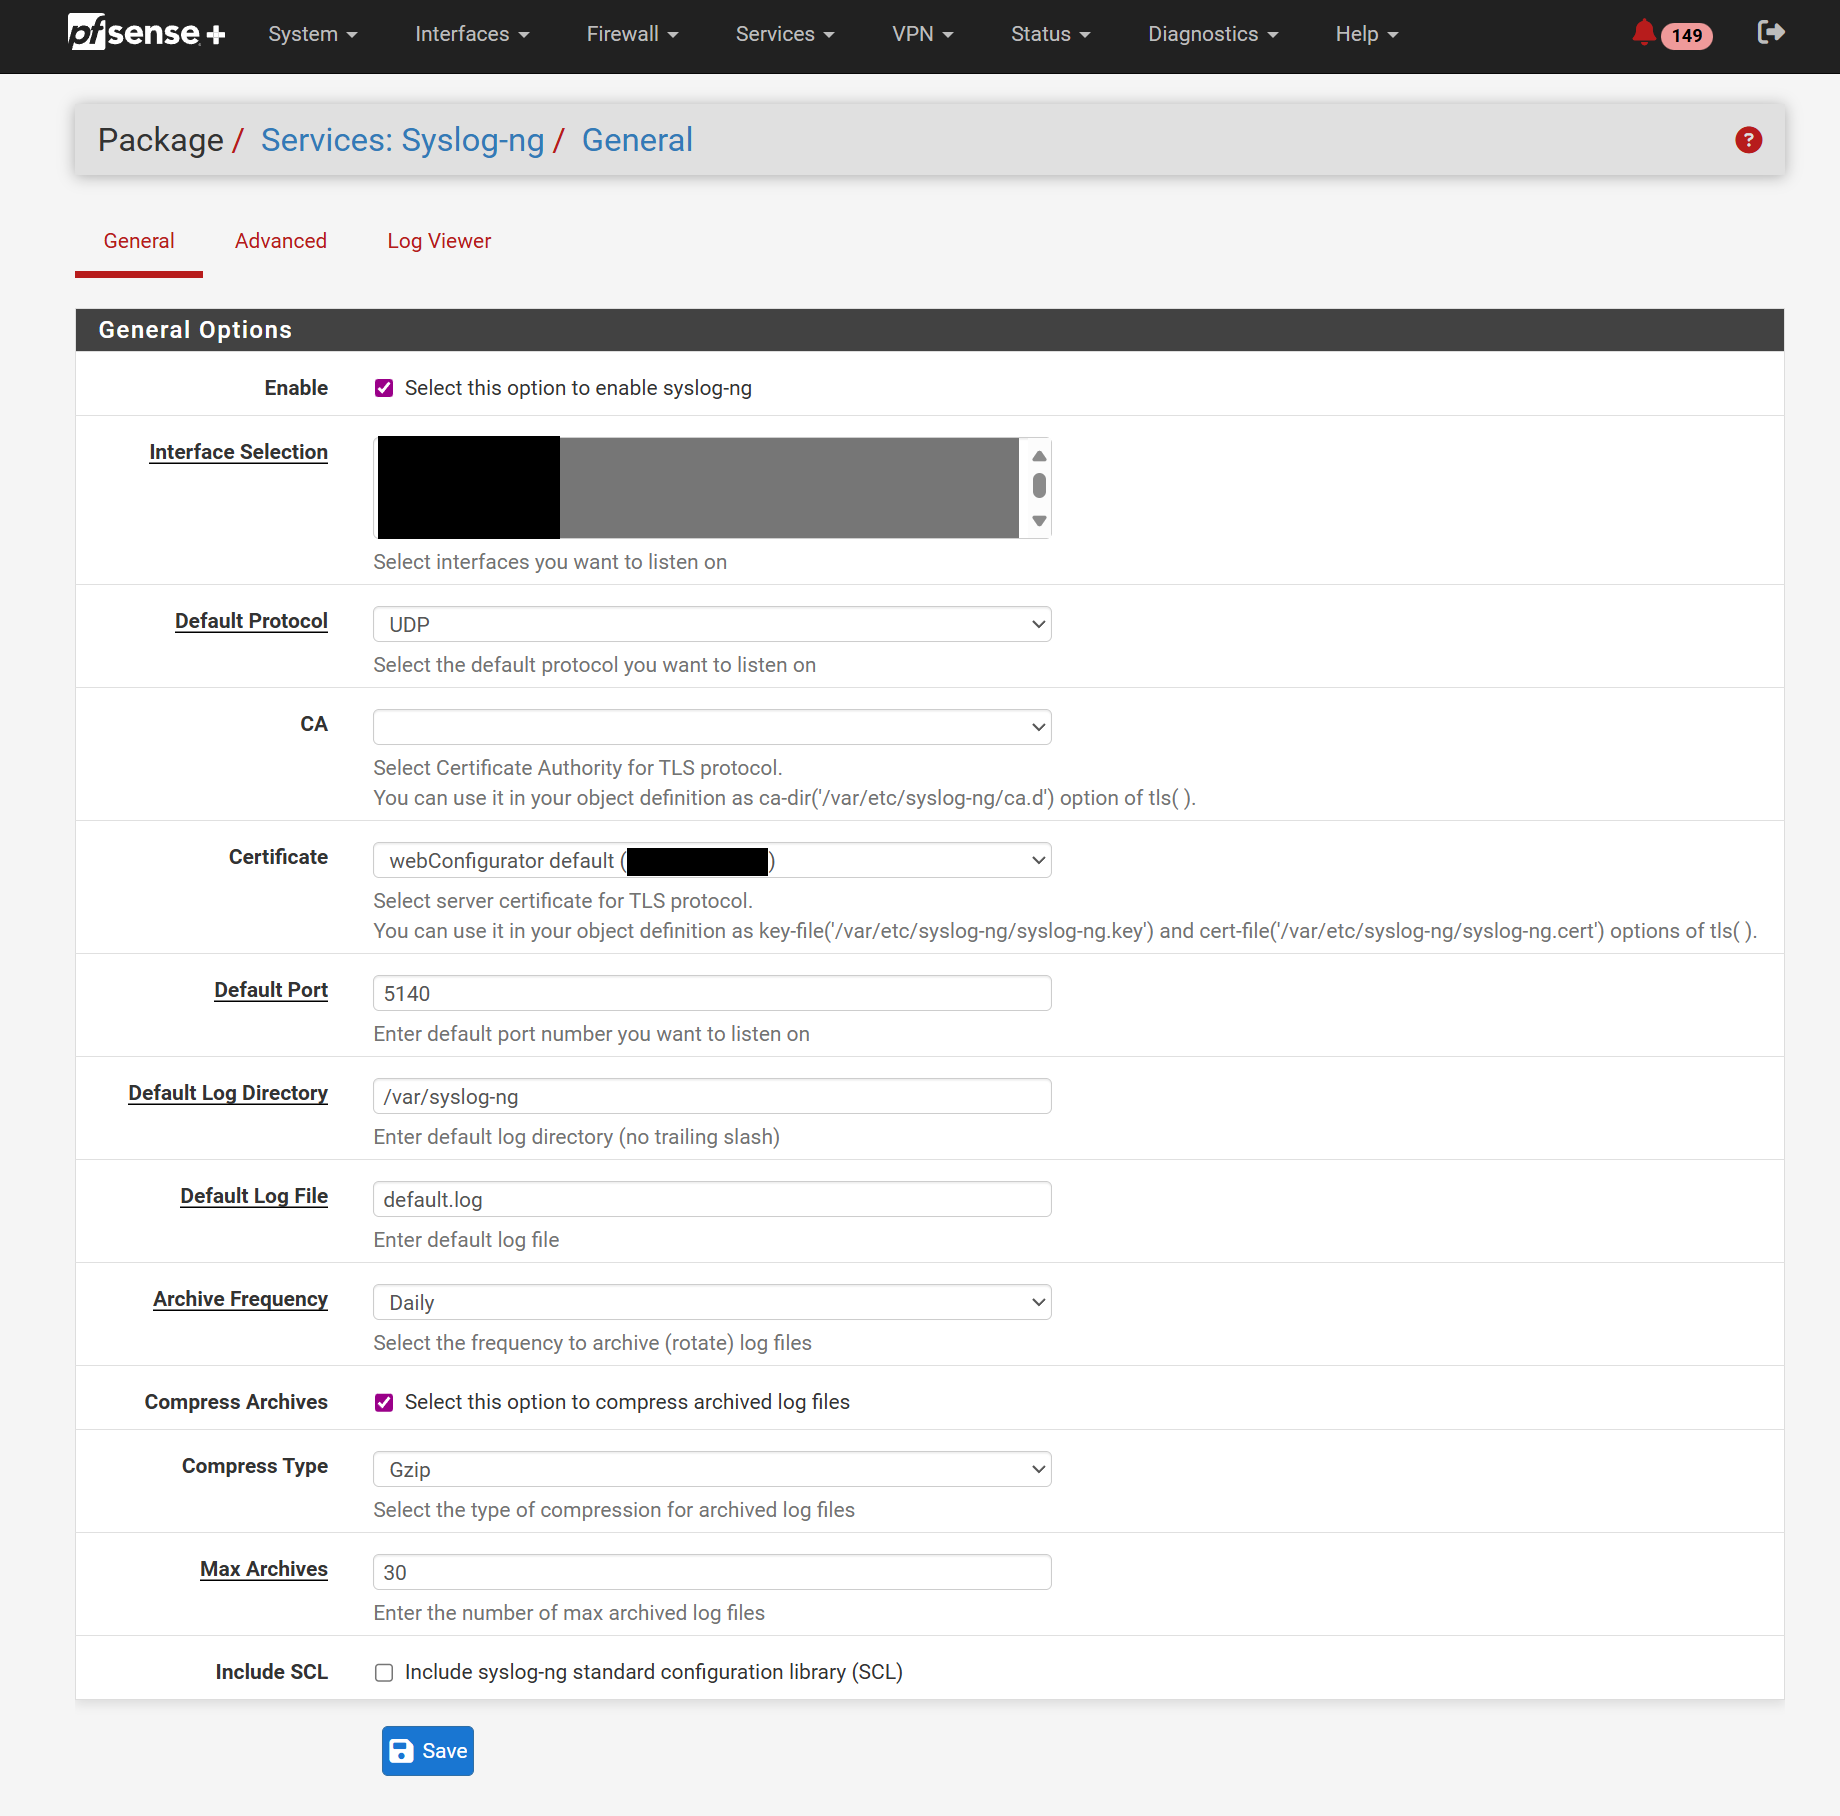 pfsense+ System Interfaces Firewall Services VPN Status Diagnostics Help 149
Package / Services: Syslog-ng / General ?
General Advanced Log Viewer
General Options
Enable Select this option to enable syslog-ng
Interface Selection
Select interfaces you want to listen on
Default Protocol UDP
Select the default protocol you want to listen on
CA
Select Certificate Authority for TLS protocol.
You can use it in your object definition as ca-dir('/var/etc/syslog-ng/ca.d') option of tls( ).
Certificate webConfigurator default ( )
Select server certificate for TLS protocol.
You can use it in your object definition as key-file('/var/etc/syslog-ng/syslog-ng.key') and cert-file('/var/etc/syslog-ng/syslog-ng.cert') options of tls( ).
Default Port 5140
Enter default port number you want to listen on
Default Log Directory /var/syslog-ng
Enter default log directory (no trailing slash)
Default Log File default.log
Enter default log file
Archive Frequency Daily
Select the frequency to archive (rotate) log files
Compress Archives Select this option to compress archived log files
Compress Type Gzip
Select the type of compression for archived log files
Max Archives 30
Enter the number of max archived log files
Include SCL Include syslog-ng standard configuration library (SCL)
Save